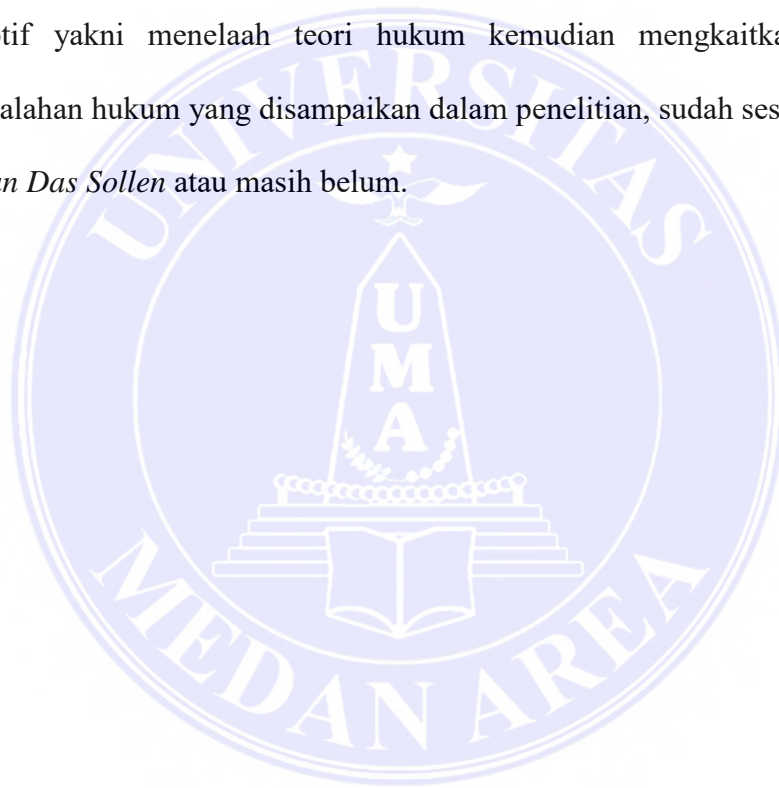 tif yakni menelaah teori hukum kemudian mengkaitka
alahan hukum yang disampaikan dalam penelitian, sudah ses
n Das Sollen atau masih belum.
UNIVERSITAS
UMA
MEDAN AREA